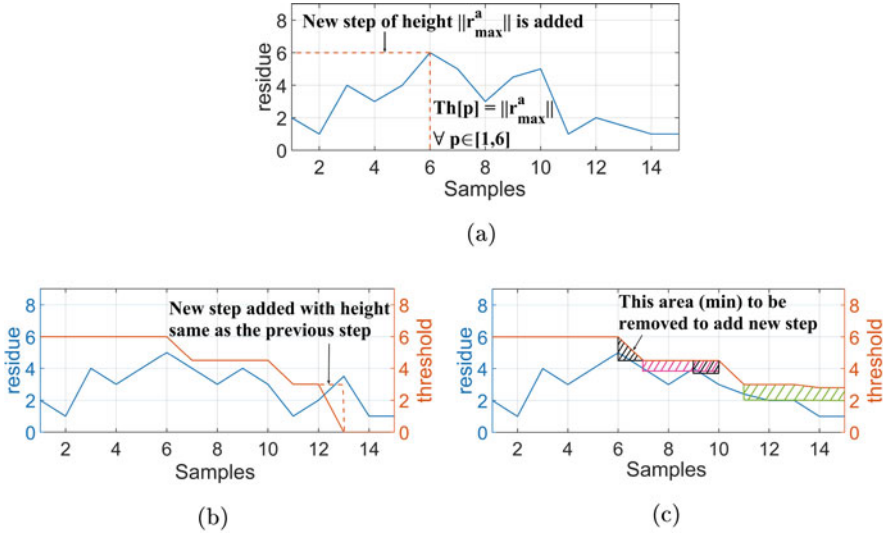 8
6
4
2
0
residue
New step of height ||r^a_max|| is added
Th[p] = ||r^a_max||
∀ p∈[1,6]
2 4 6 8 10 12 14
Samples
(a)
8
6
4
2
0
residue
New step added with height
same as the previous step
8
6
4
2
0
threshold
2 4 6 8 10 12 14
Samples
(b)
8
6
4
2
0
residue
This area (min) to be
removed to add new step
8
6
4
2
0
threshold
2 4 6 8 10 12 14
Samples
(c)